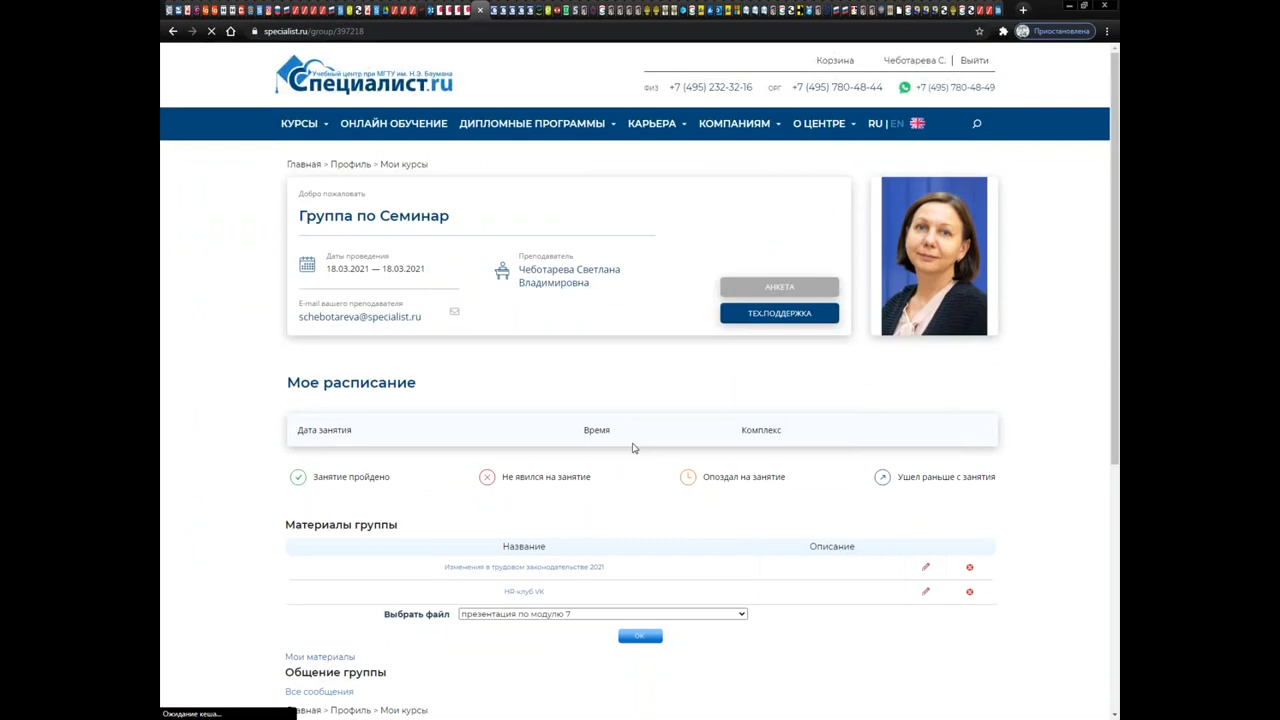 specialist.ru/group/397218
Приостановлена
Учебный центр при МГТУ им. Н.Э. Баумана
Специалист.ru
Корзина
Чеботарева С. | Выйти
ФИЗ +7 (495) 232-32-16 ОРГ +7 (495) 780-48-44 +7 (495) 780-48-49
КУРСЫ ОНЛАЙН ОБУЧЕНИЕ ДИПЛОМНЫЕ ПРОГРАММЫ КАРЬЕРА КОМПАНИЯМ О ЦЕНТРЕ RU | EN
Главная > Профиль > Мои курсы
Добро пожаловать
Группа по Семинар
Даты проведения
18.03.2021 — 18.03.2021
Преподаватель
Чеботарева Светлана
Владимировна
E-mail вашего преподавателя
schebotareva@specialist.ru
АНКЕТА
ТЕХ.ПОДДЕРЖКА
Мое расписание
Дата занятия Время Комплекс
Занятие пройдено Не явился на занятие Опоздал на занятие Ушел раньше с занятия
Материалы группы
Название Описание
Изменения в трудовом законодательстве 2021
HR-клуб VK
Выбрать файл презентация по модулю 7
Ок
Мои материалы
Общение группы
Все сообщения
Главная > Профиль > Мои курсы
Ожидание кеша...